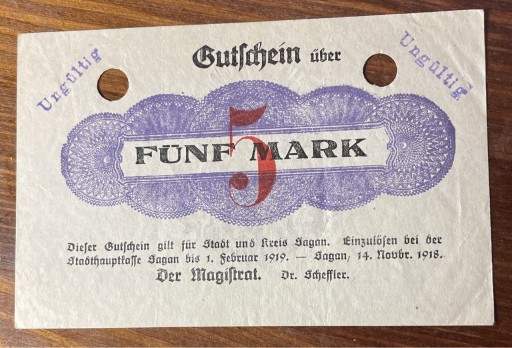 Ungültig
Ungültig
Gutschein über
5
FÜNF MARK
Dieser Gutschein gilt für Stadt und Kreis Sagan. Einzulösen bei der
Stadthauptkasse Sagan bis 1. Februar 1919. — Sagan, 14. Novbr. 1918.
Der Magistrat. Dr. Scheffler.